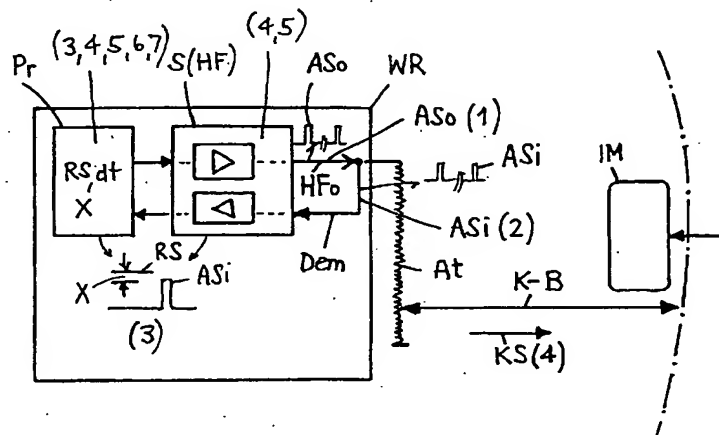 (3,4,5,6,7)
(4,5)
Pr
S(HF)
ASo
WR
ASo (1)
RS'dt
X
HFo
ASi
ASi (2)
IM
RS
X
ASi
(3)
Dem
At
K-B
KS(4)